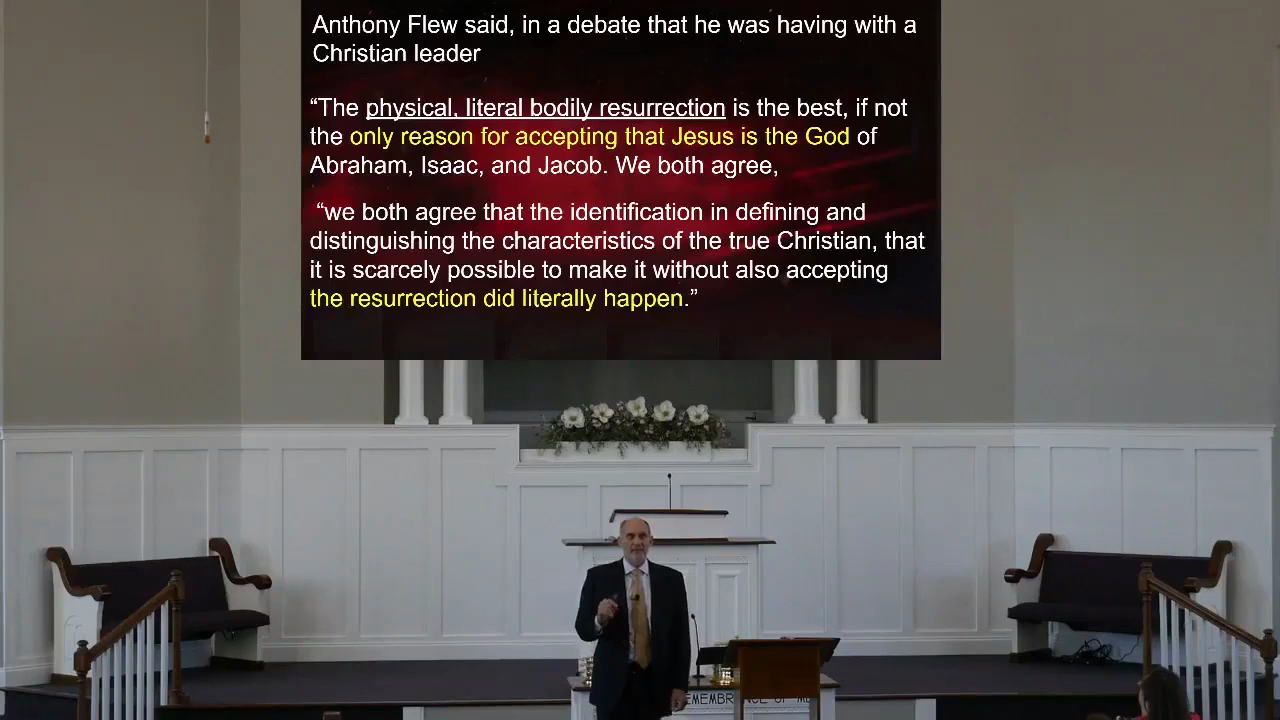 Anthony Flew said, in a debate that he was having with a
Christian leader
“The physical, literal bodily resurrection is the best, if not
the only reason for accepting that Jesus is the God of
Abraham, Isaac, and Jacob. We both agree,
“we both agree that the identification in defining and
distinguishing the characteristics of the true Christian, that
it is scarcely possible to make it without also accepting
the resurrection did literally happen.”
EMEMBRANCE OF ME